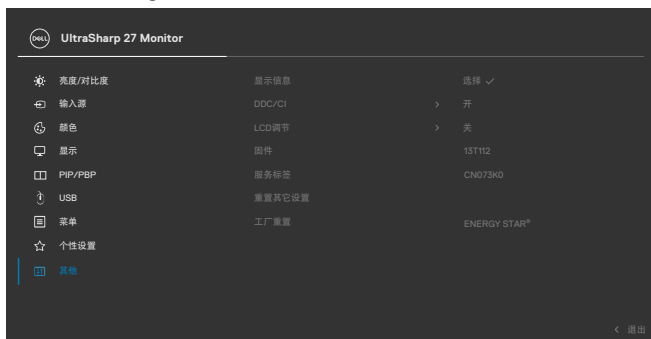 DELL
UltraSharp 27 Monitor
亮度/对比度 显示信息 选择 ✓
输入源 DDC/CI > 开
颜色 LCD调节 > 关
显示 固件 13T112
PIP/PBP 服务标签 CN073K0
USB 重置其它设置
菜单 工厂重置 ENERGY STAR®
个性设置
其他
< 退出